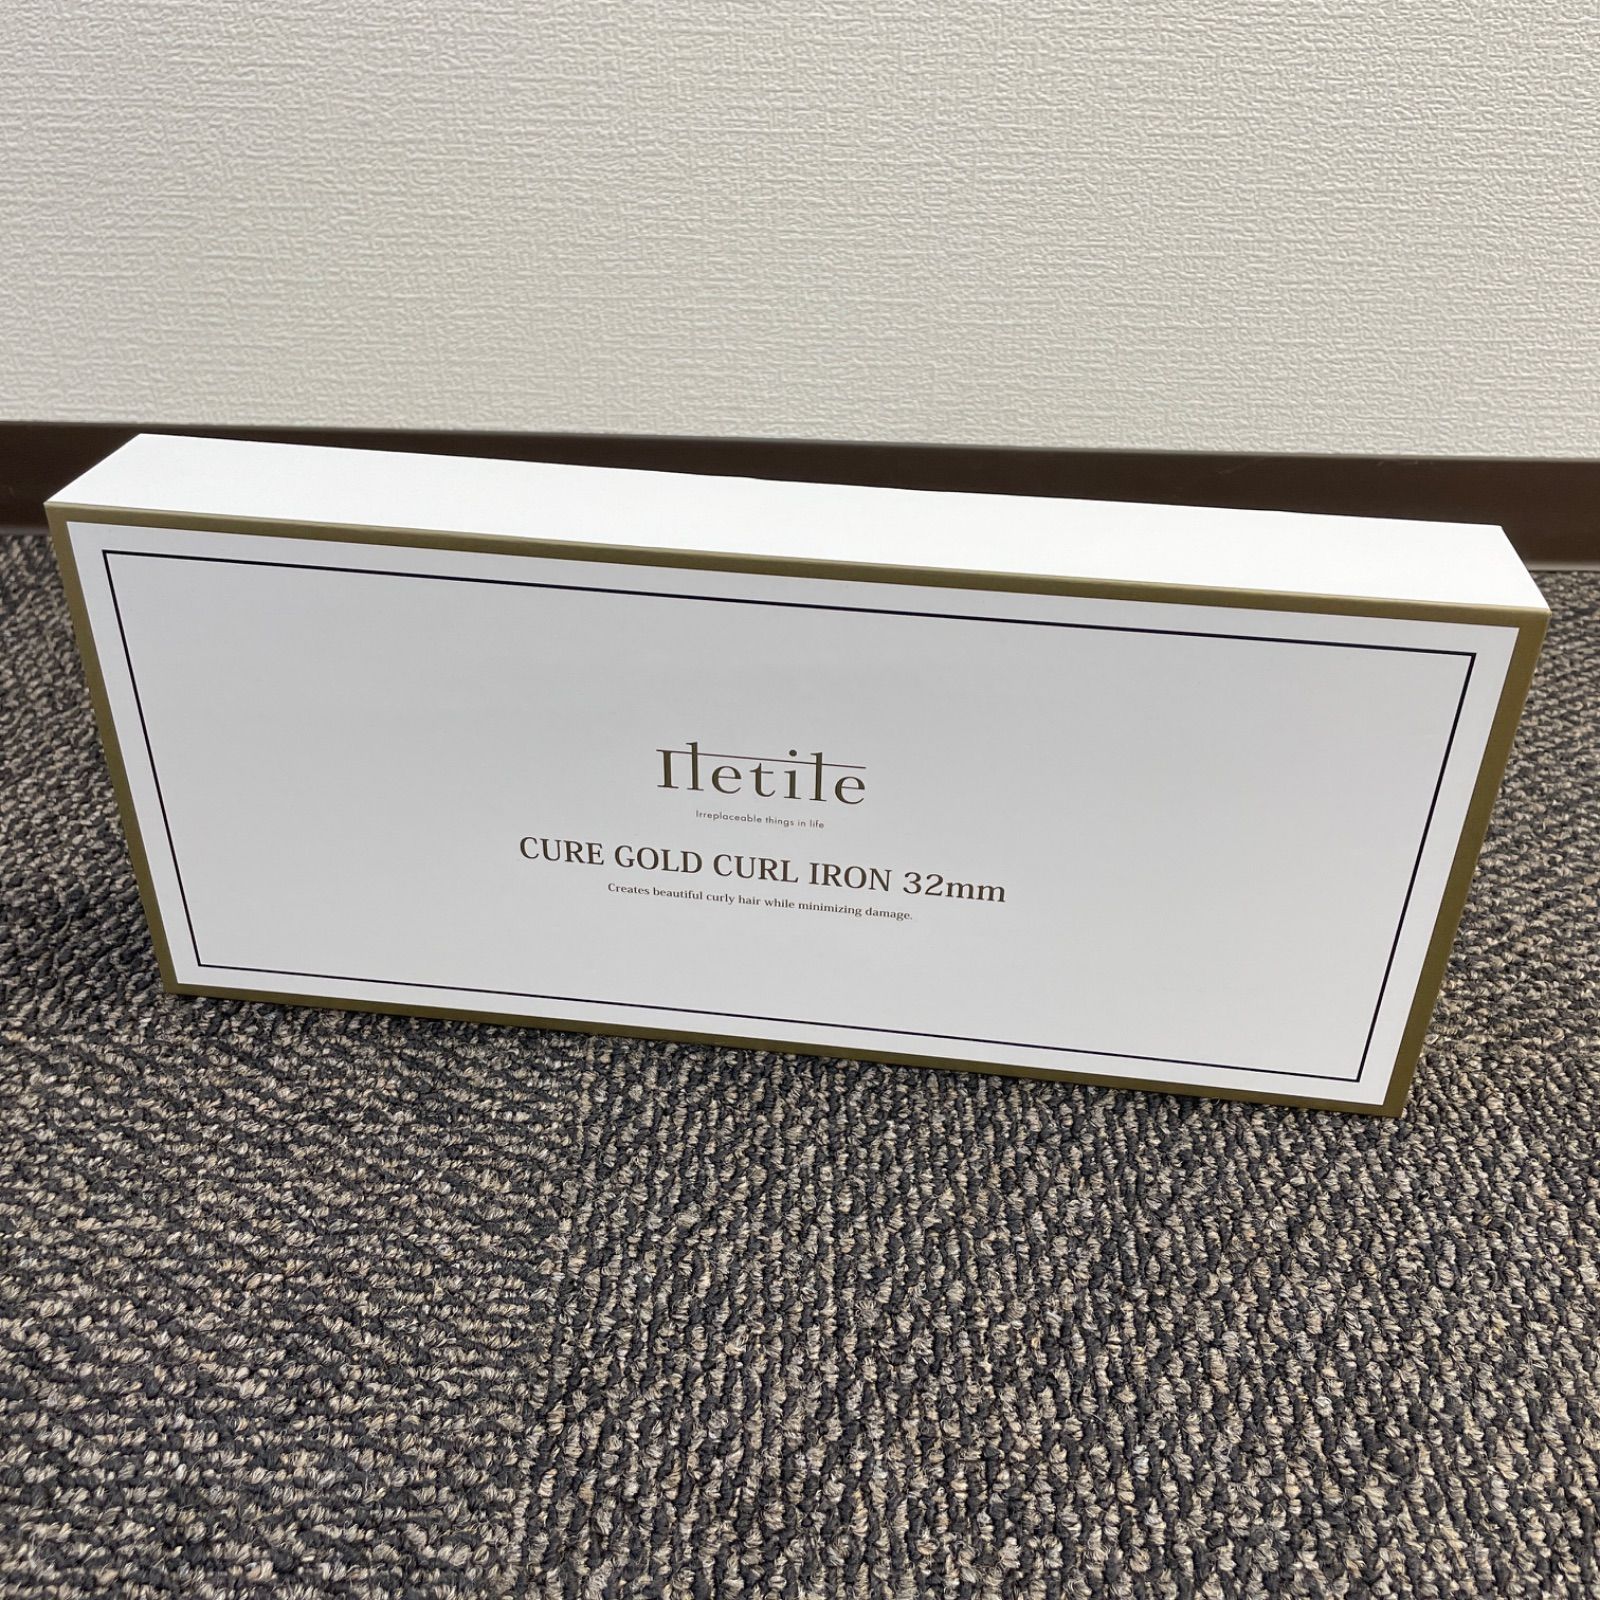 Iletile
Irreplaceable things in life
CURE GOLD CURL IRON 32mm
Creates beautiful curly hair while minimizing damage.